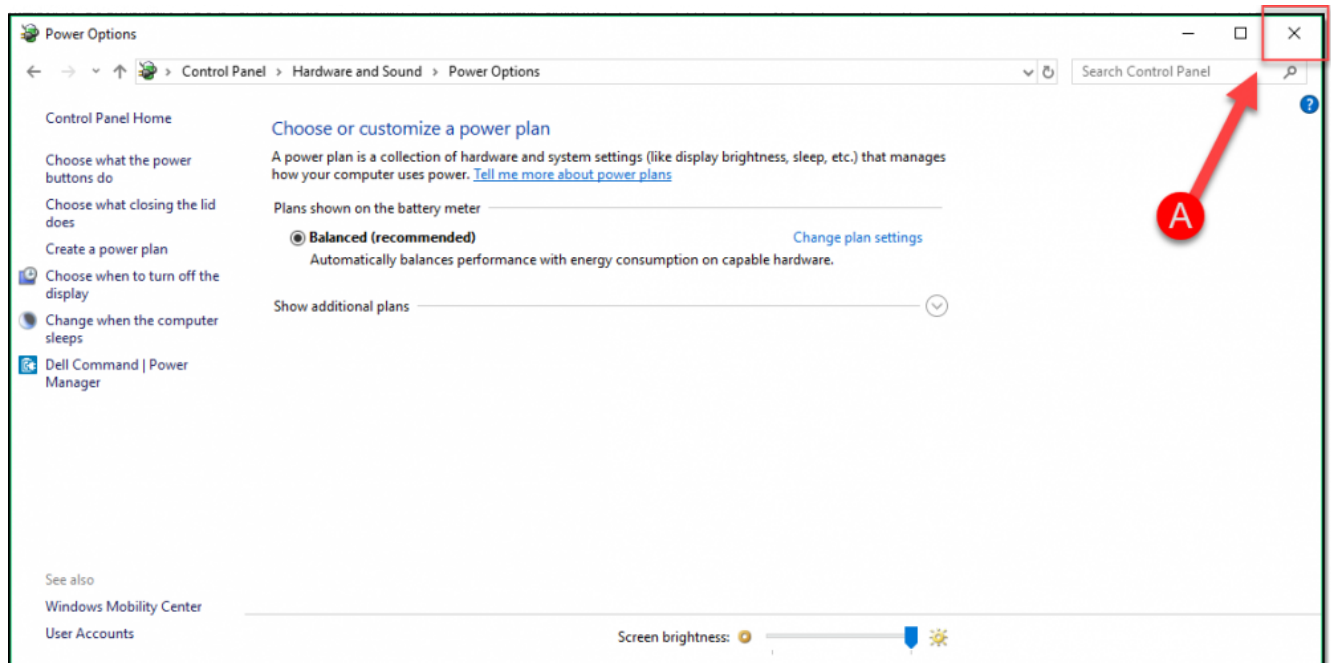 Power Options
Control Panel > Hardware and Sound > Power Options
Search Control Panel
Control Panel Home
Choose what the power
buttons do
Choose what closing the lid
does
Create a power plan
Choose when to turn off the
display
Change when the computer
sleeps
Dell Command | Power
Manager
Choose or customize a power plan
A power plan is a collection of hardware and system settings (like display brightness, sleep, etc.) that manages
how your computer uses power. Tell me more about power plans
Plans shown on the battery meter
Balanced (recommended)
Change plan settings
Automatically balances performance with energy consumption on capable hardware.
Show additional plans
A
?
See also
Windows Mobility Center
User Accounts
Screen brightness: